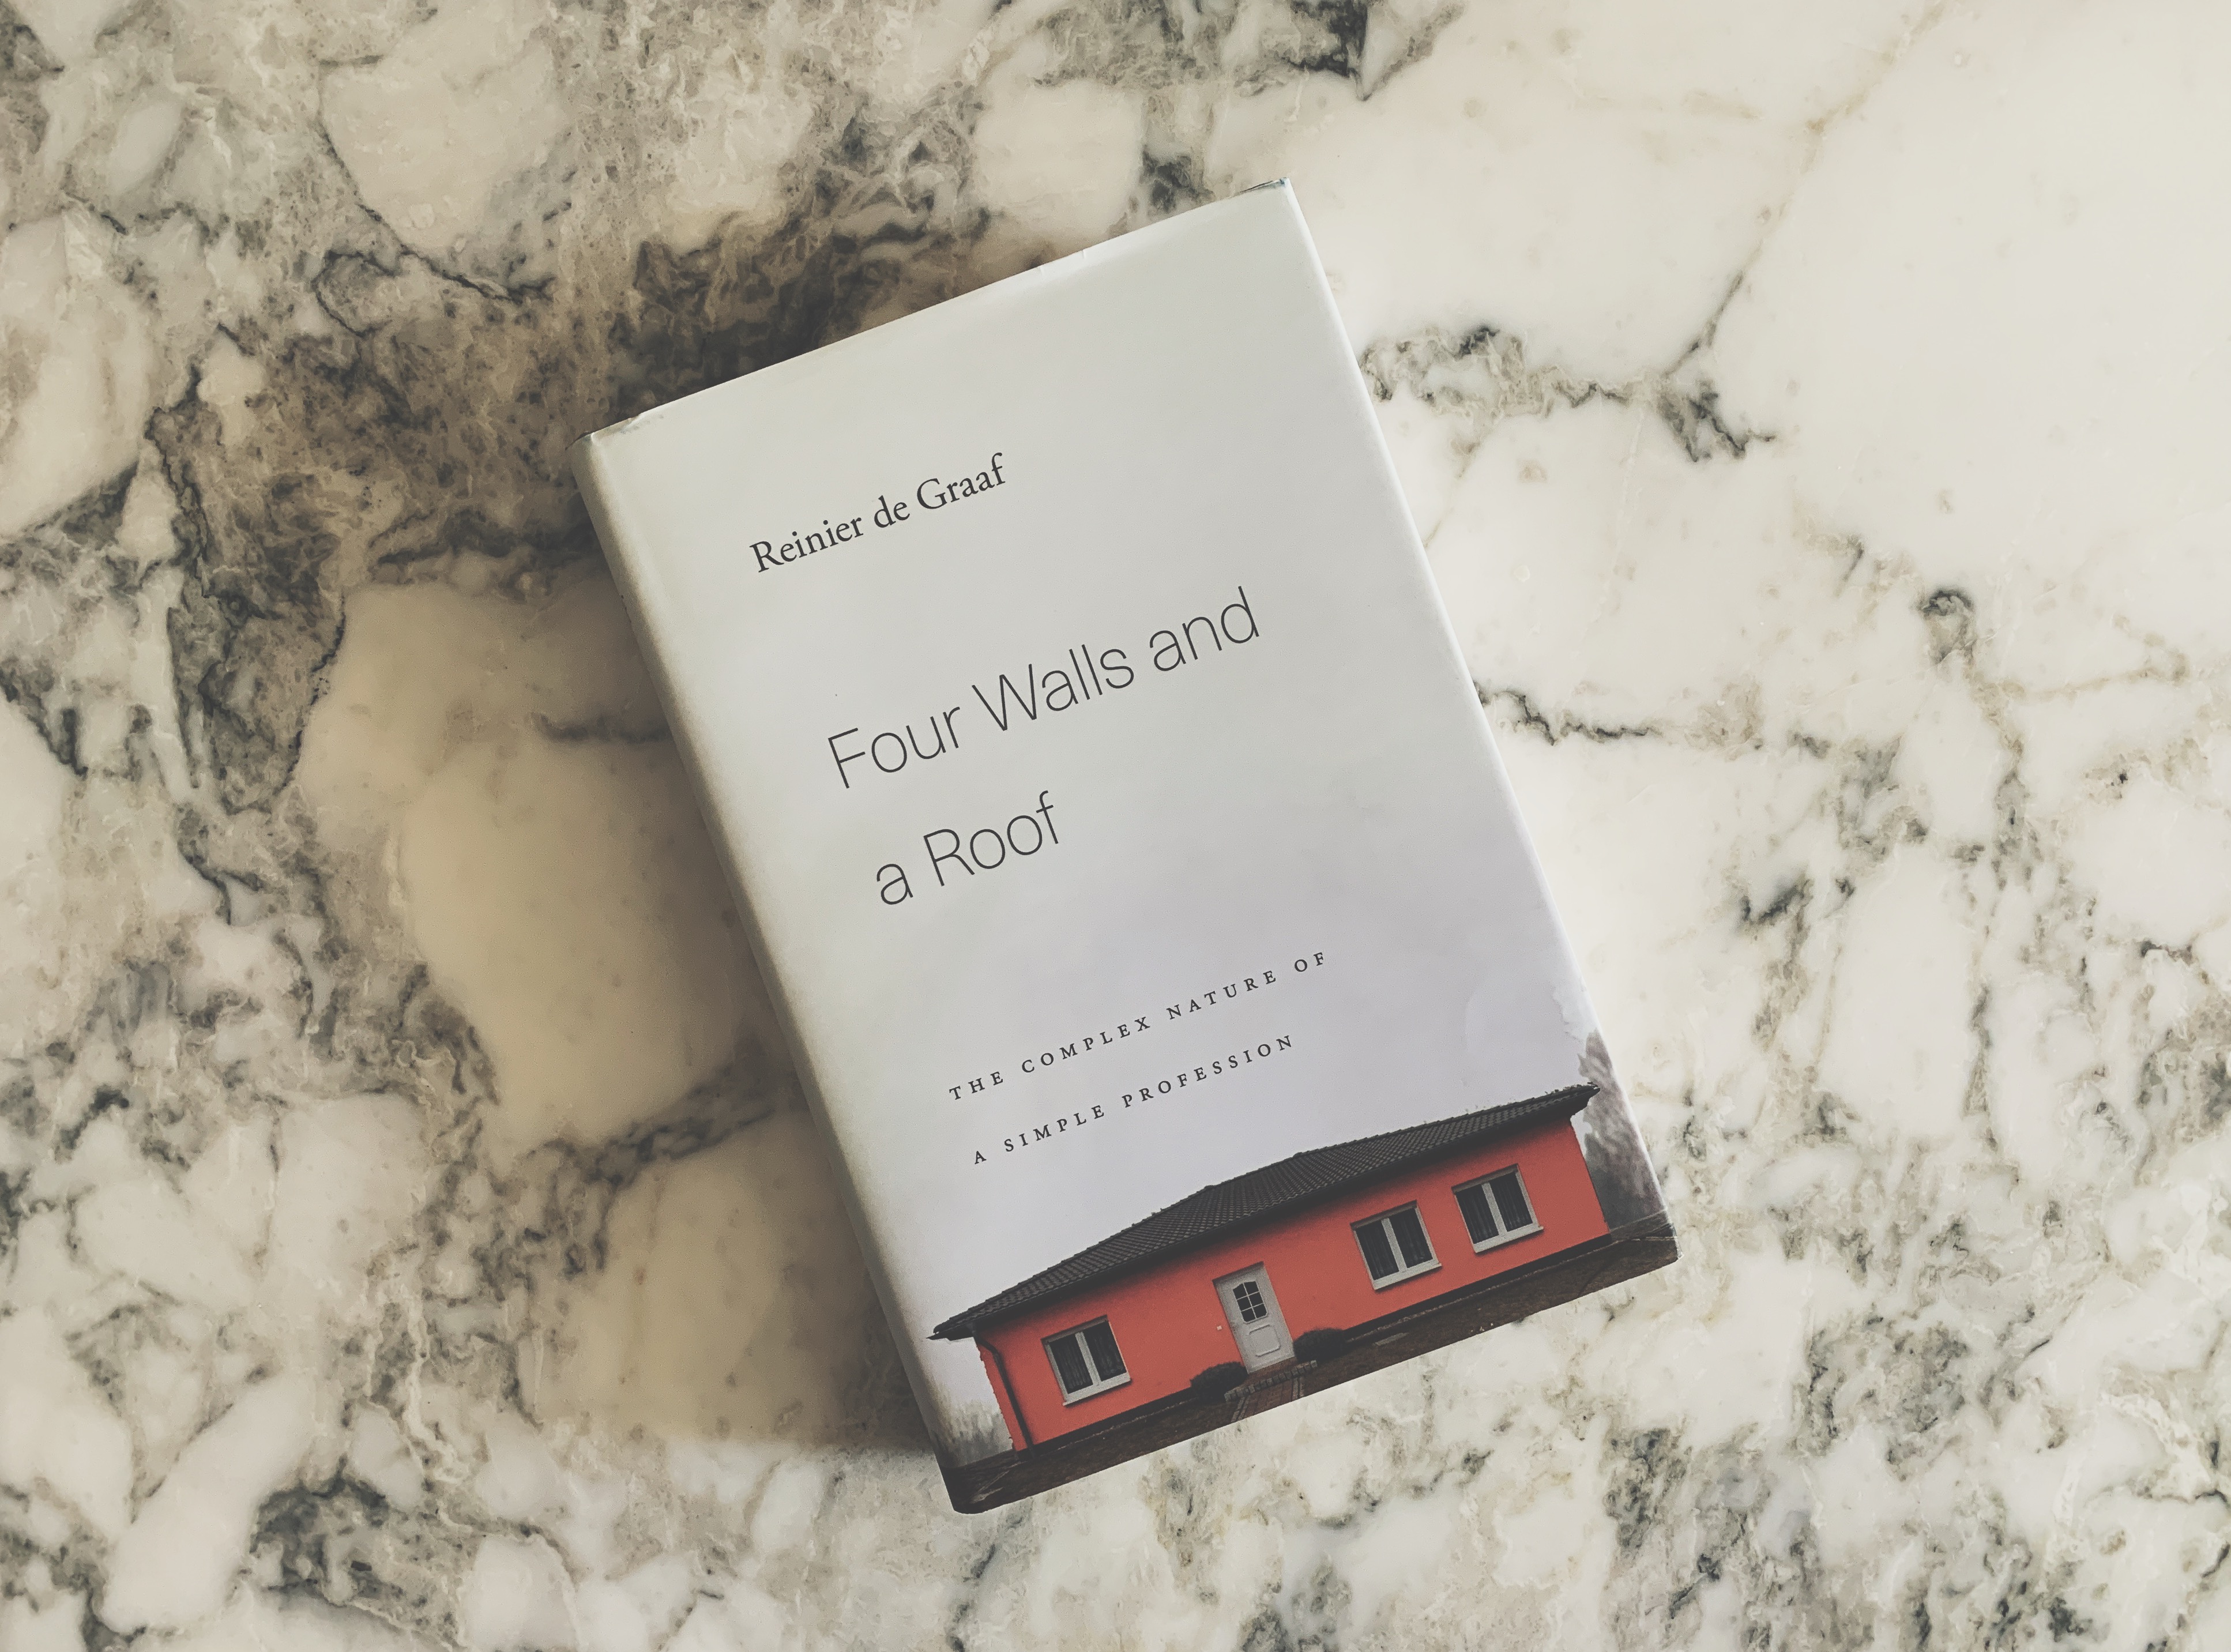 Reinier de Graaf
Four Walls and
a Roof
THE COMPLEX NATURE OF
A SIMPLE PROFESSION